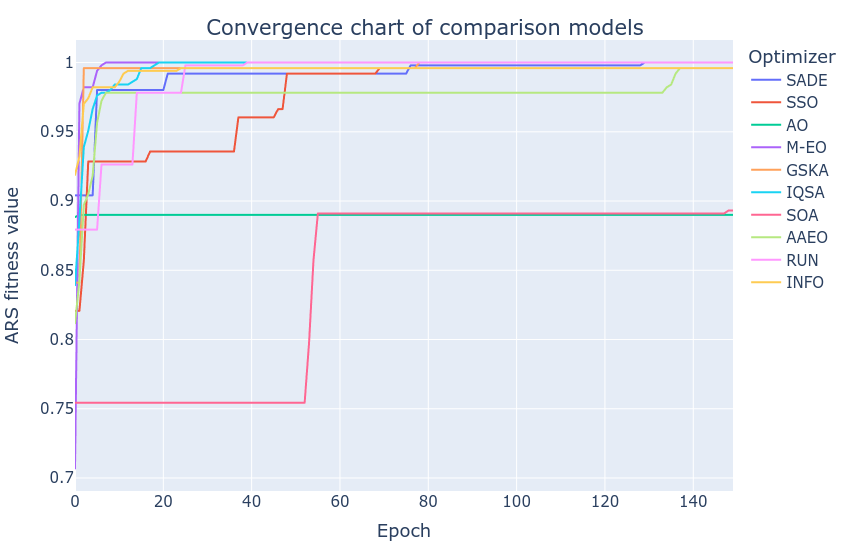 Convergence chart of comparison models
ARS fitness value
1
0.95
0.9
0.85
0.8
0.75
0.7
0
20
40
60
80
100
120
140
Epoch
Optimizer
SADE
SSO
AO
M-EO
GSKA
IQSA
SOA
AAEO
RUN
INFO